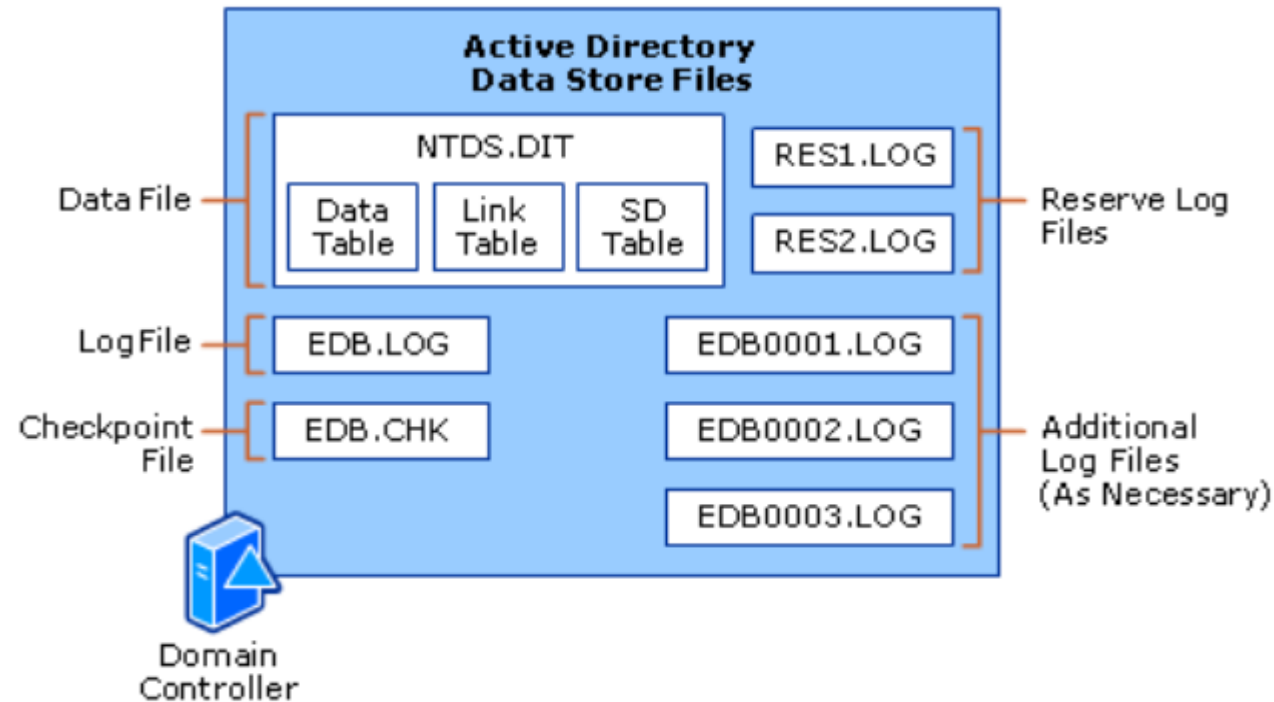 Active Directory
Data Store Files
Data File
NTDS.DIT
Data
Table
Link
Table
SD
Table
RES1.LOG
RES2.LOG
Reserve Log
Files
Log File
EDB.LOG
Checkpoint
File
EDB.CHK
EDB0001.LOG
EDB0002.LOG
EDB0003.LOG
Additional
Log Files
(As Necessary)
Domain
Controller